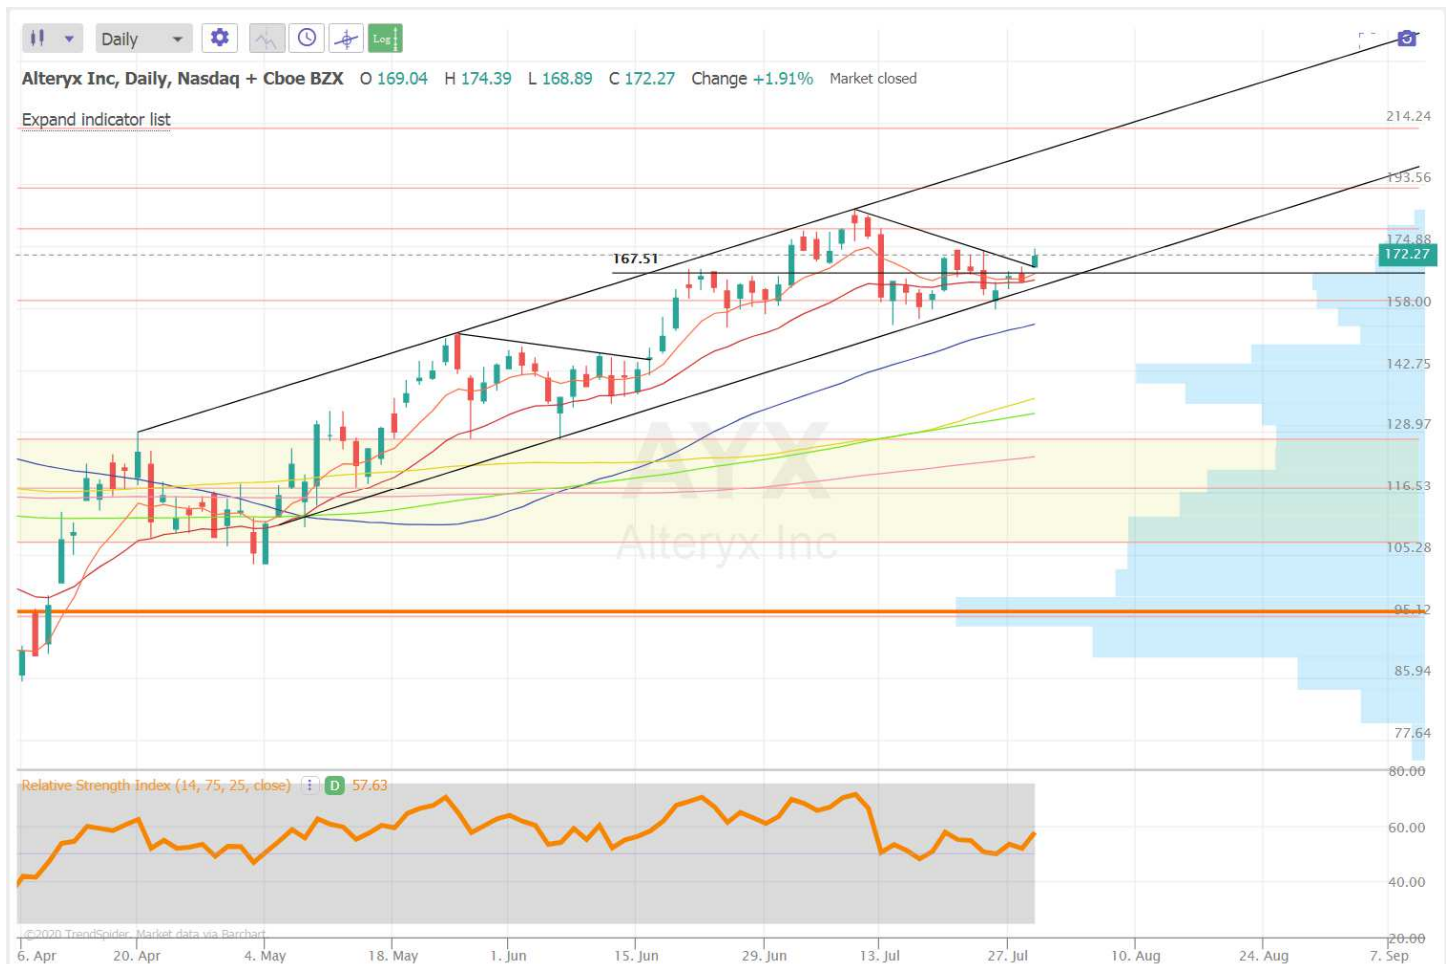 Daily
Log
Alteryx Inc, Daily, Nasdaq + Cboe BZX O 169.04 H 174.39 L 168.89 C 172.27 Change +1.91% Market closed
Expand indicator list
214.24
193.56
174.88
172.27
167.51
158.00
142.75
128.97
AYX
116.53
Alteryx Inc
105.28
95.12
85.94
77.64
80.00
Relative Strength Index (14, 75, 25, close) D 57.63
60.00
40.00
©2020 TrendSpider. Market data via Barchart.
20.00
6. Apr 20. Apr 4. May 18. May 1. Jun 15. Jun 29. Jun 13. Jul 27. Jul 10. Aug 24. Aug 7. Sep